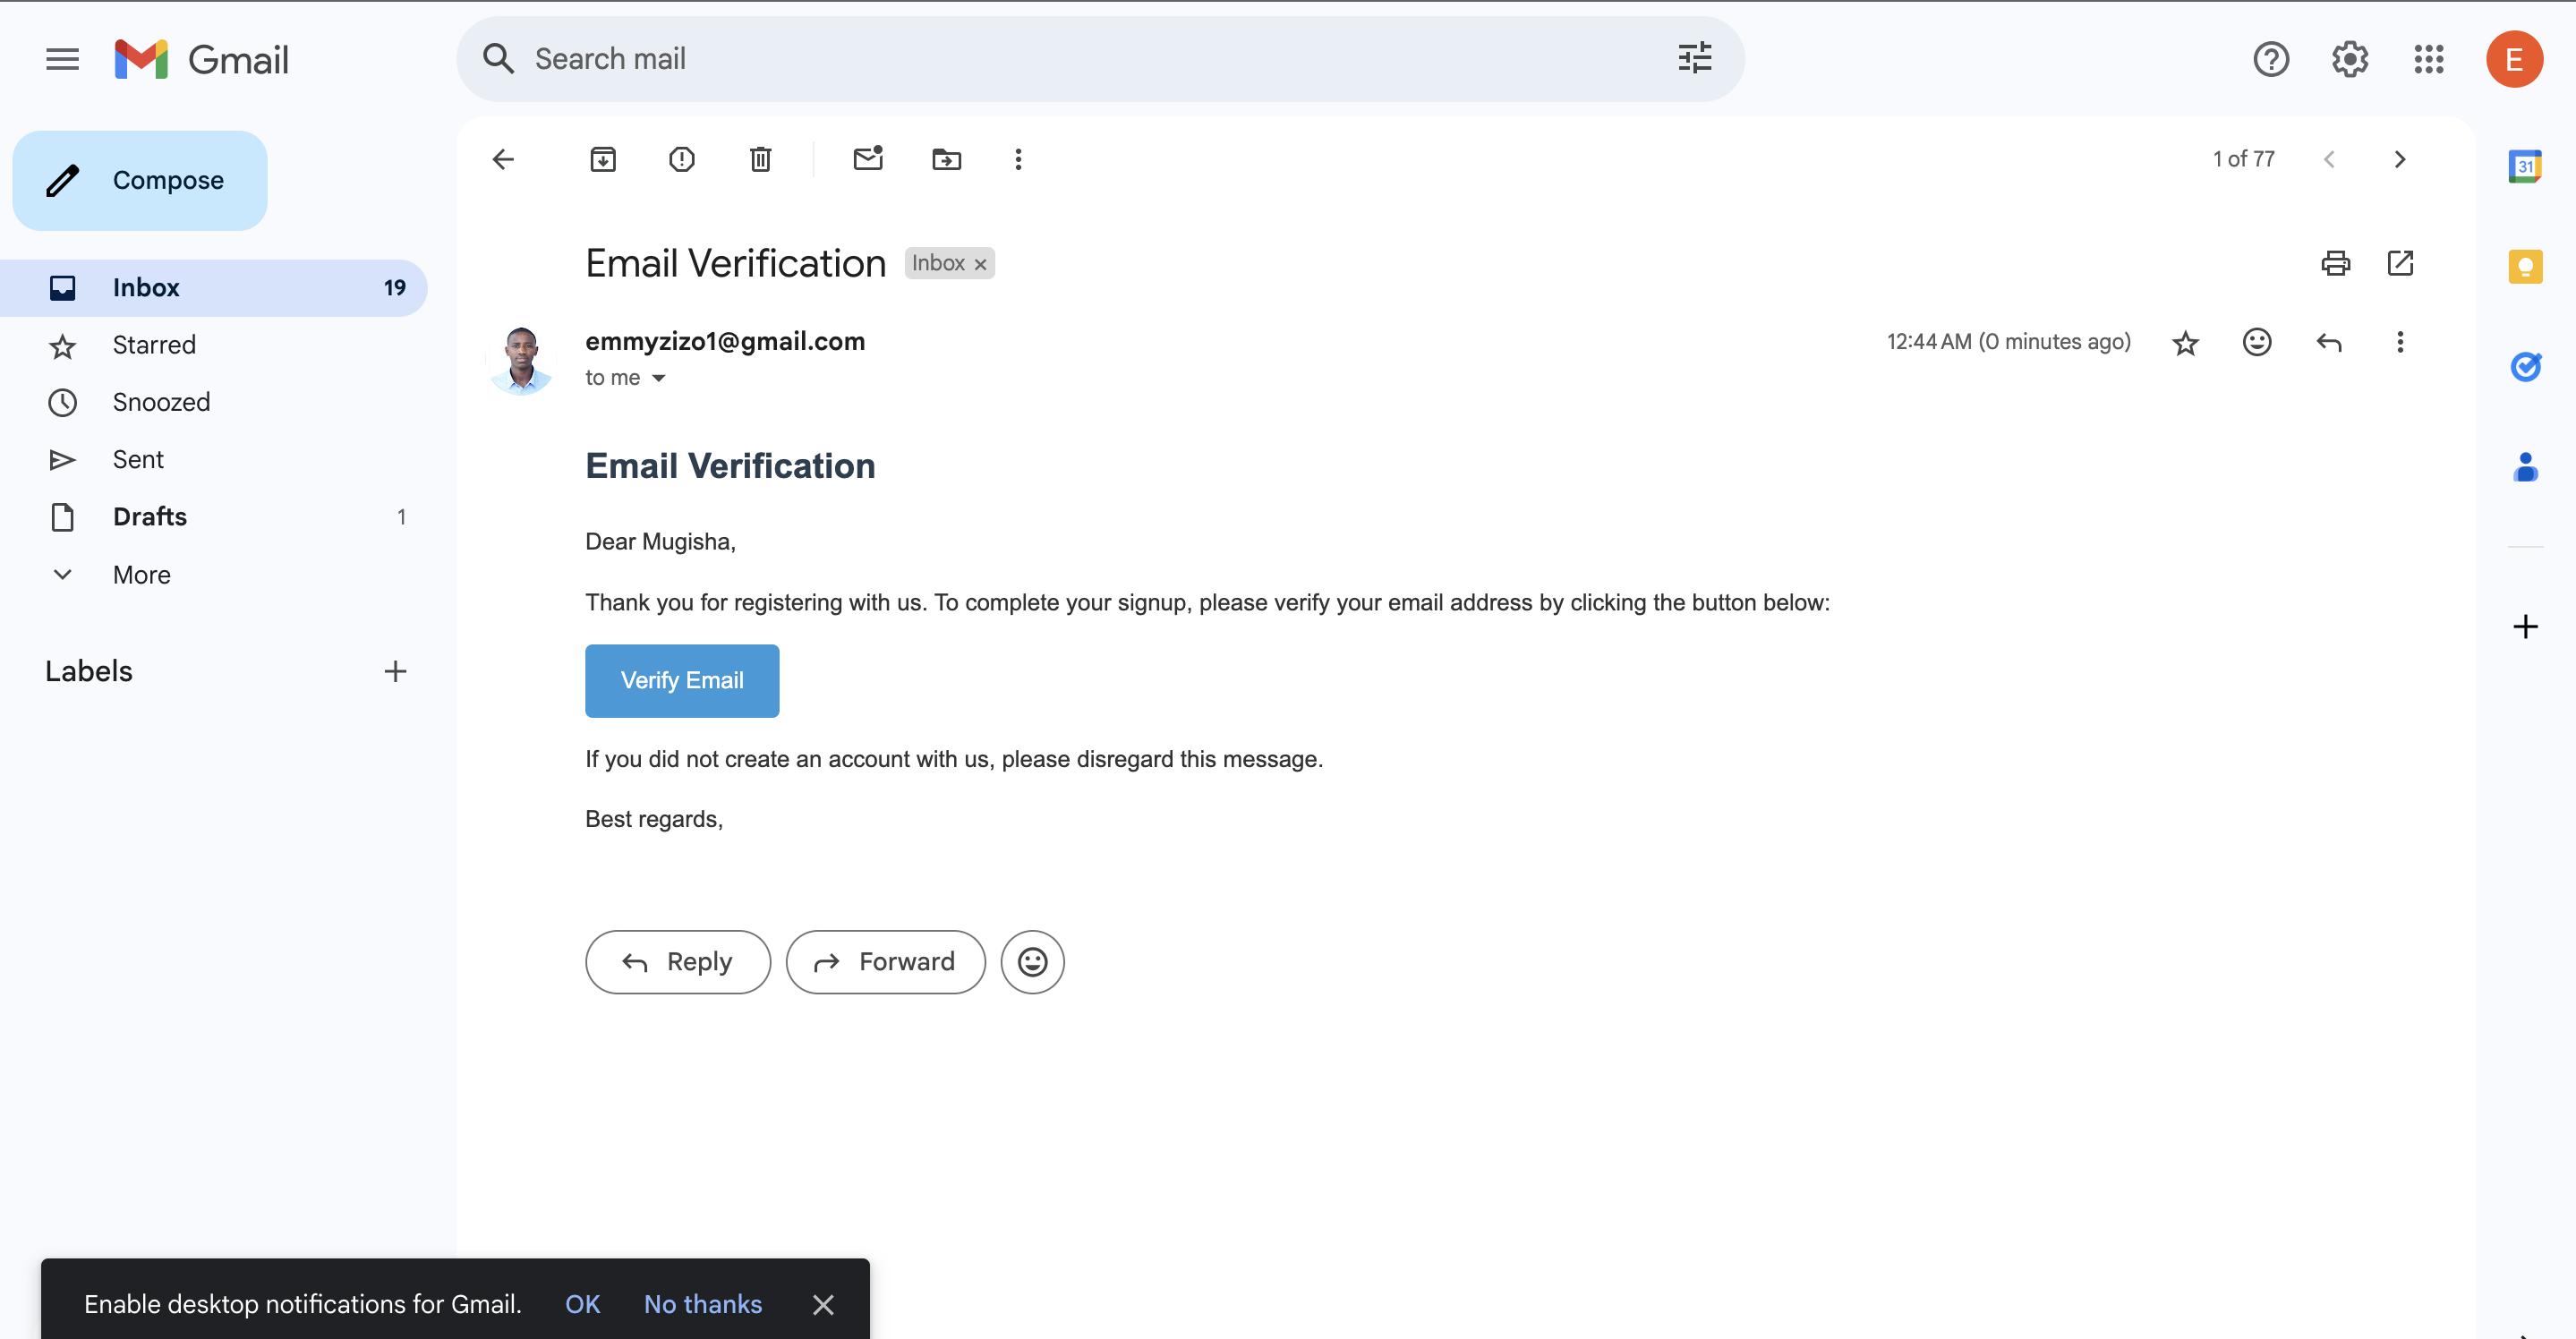 Gmail
Search mail
E
Compose
1 of 77
31
Email Verification Inbox ×
Inbox 19
Starred
Snoozed
Sent
Drafts 1
More
Labels
emmyzizo1@gmail.com
12:44 AM (0 minutes ago)
to me
Email Verification
Dear Mugisha,
Thank you for registering with us. To complete your signup, please verify your email address by clicking the button below:
Verify Email
If you did not create an account with us, please disregard this message.
Best regards,
Reply
Forward
Enable desktop notifications for Gmail. OK No thanks